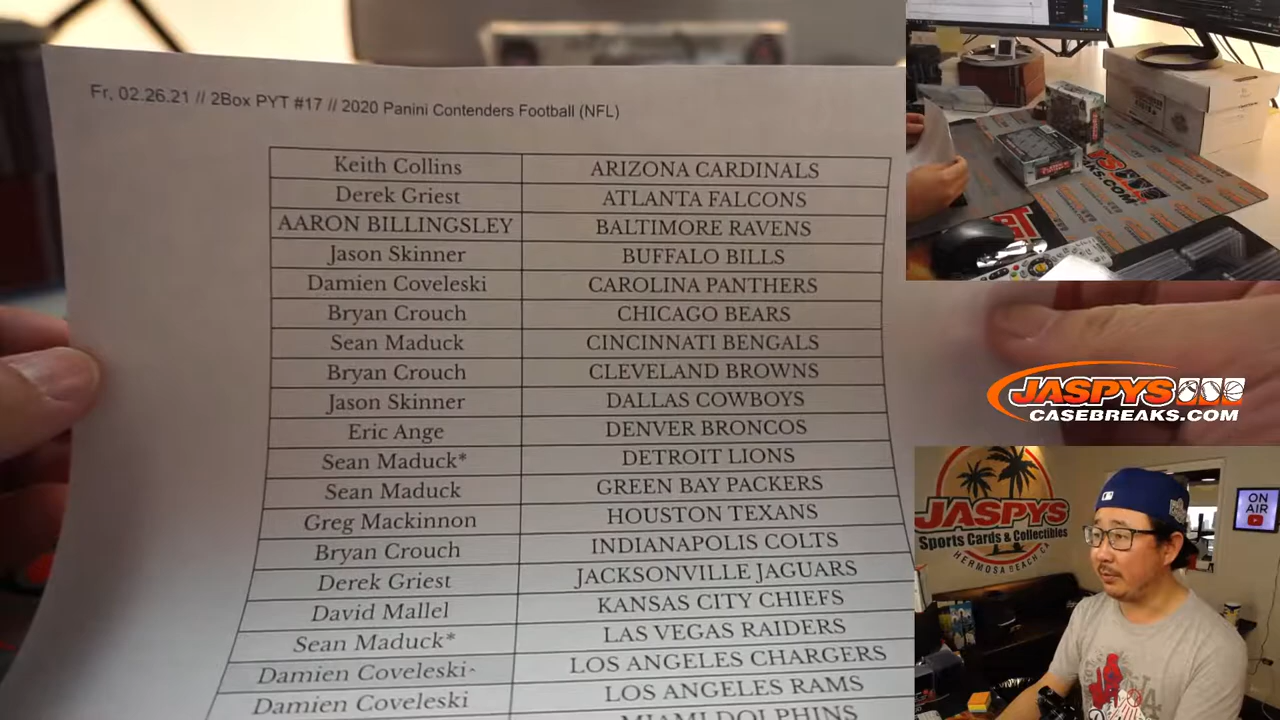 Fr, 02.26.21 // 2Box PYT #17 // 2020 Panini Contenders Football (NFL)
Keith Collins ARIZONA CARDINALS
Derek Griest ATLANTA FALCONS
AARON BILLINGSLEY BALTIMORE RAVENS
Jason Skinner BUFFALO BILLS
Damien Coveleski CAROLINA PANTHERS
Bryan Crouch CHICAGO BEARS
Sean Maduck CINCINNATI BENGALS
Bryan Crouch CLEVELAND BROWNS
Jason Skinner DALLAS COWBOYS
Eric Ange DENVER BRONCOS
Sean Maduck* DETROIT LIONS
Sean Maduck GREEN BAY PACKERS
Greg Mackinnon HOUSTON TEXANS
Bryan Crouch INDIANAPOLIS COLTS
Derek Griest JACKSONVILLE JAGUARS
David Mallel KANSAS CITY CHIEFS
Sean Maduck* LAS VEGAS RAIDERS
Damien Coveleski^ LOS ANGELES CHARGERS
Damien Coveleski LOS ANGELES RAMS
MIAMI DOLPHINS
JASPYS
CASEBREAKS.COM
JASPYS
Sports Cards & Collectibles
HERMOSA BEACH CA
ON
AIR